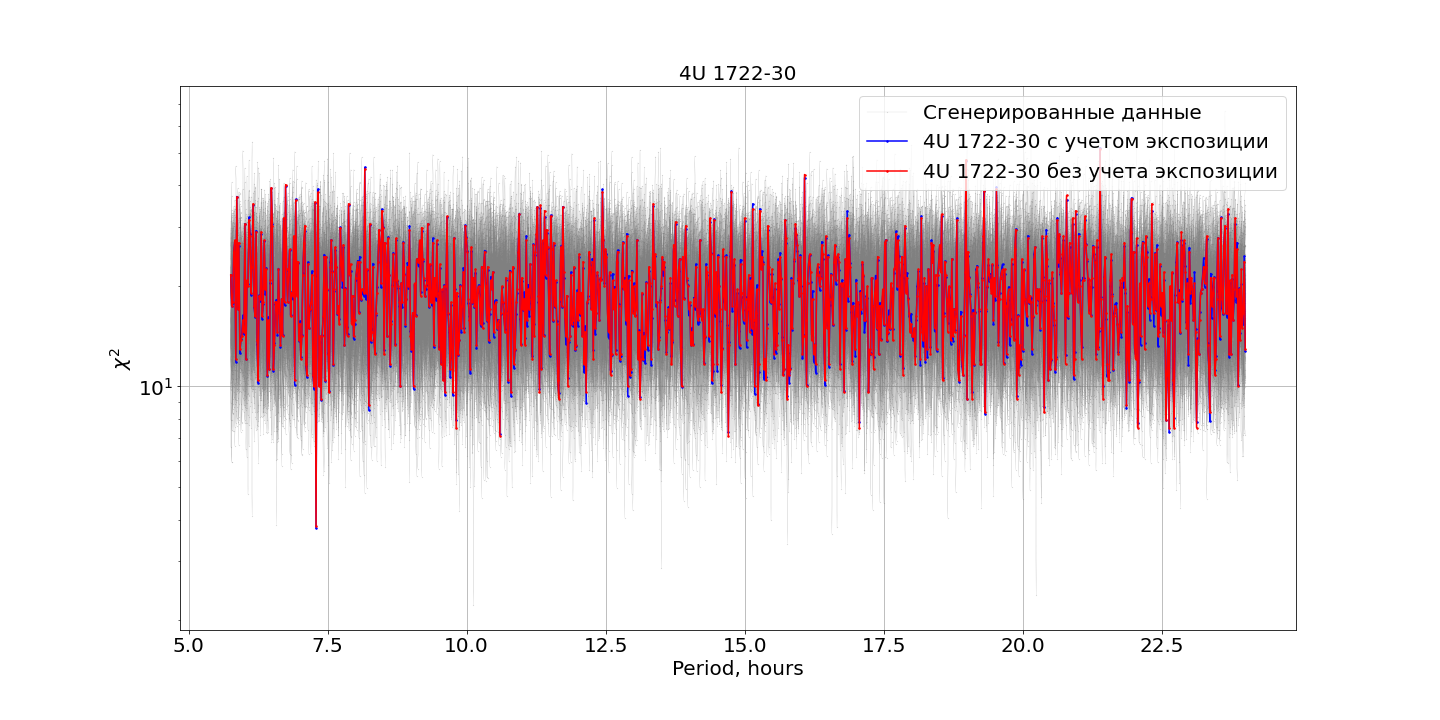 4U 1722-30
Сгенерированные данные
4U 1722-30 с учетом экспозиции
4U 1722-30 без учета экспозиции
χ²
10¹
5.0 7.5 10.0 12.5 15.0 17.5 20.0 22.5
Period, hours